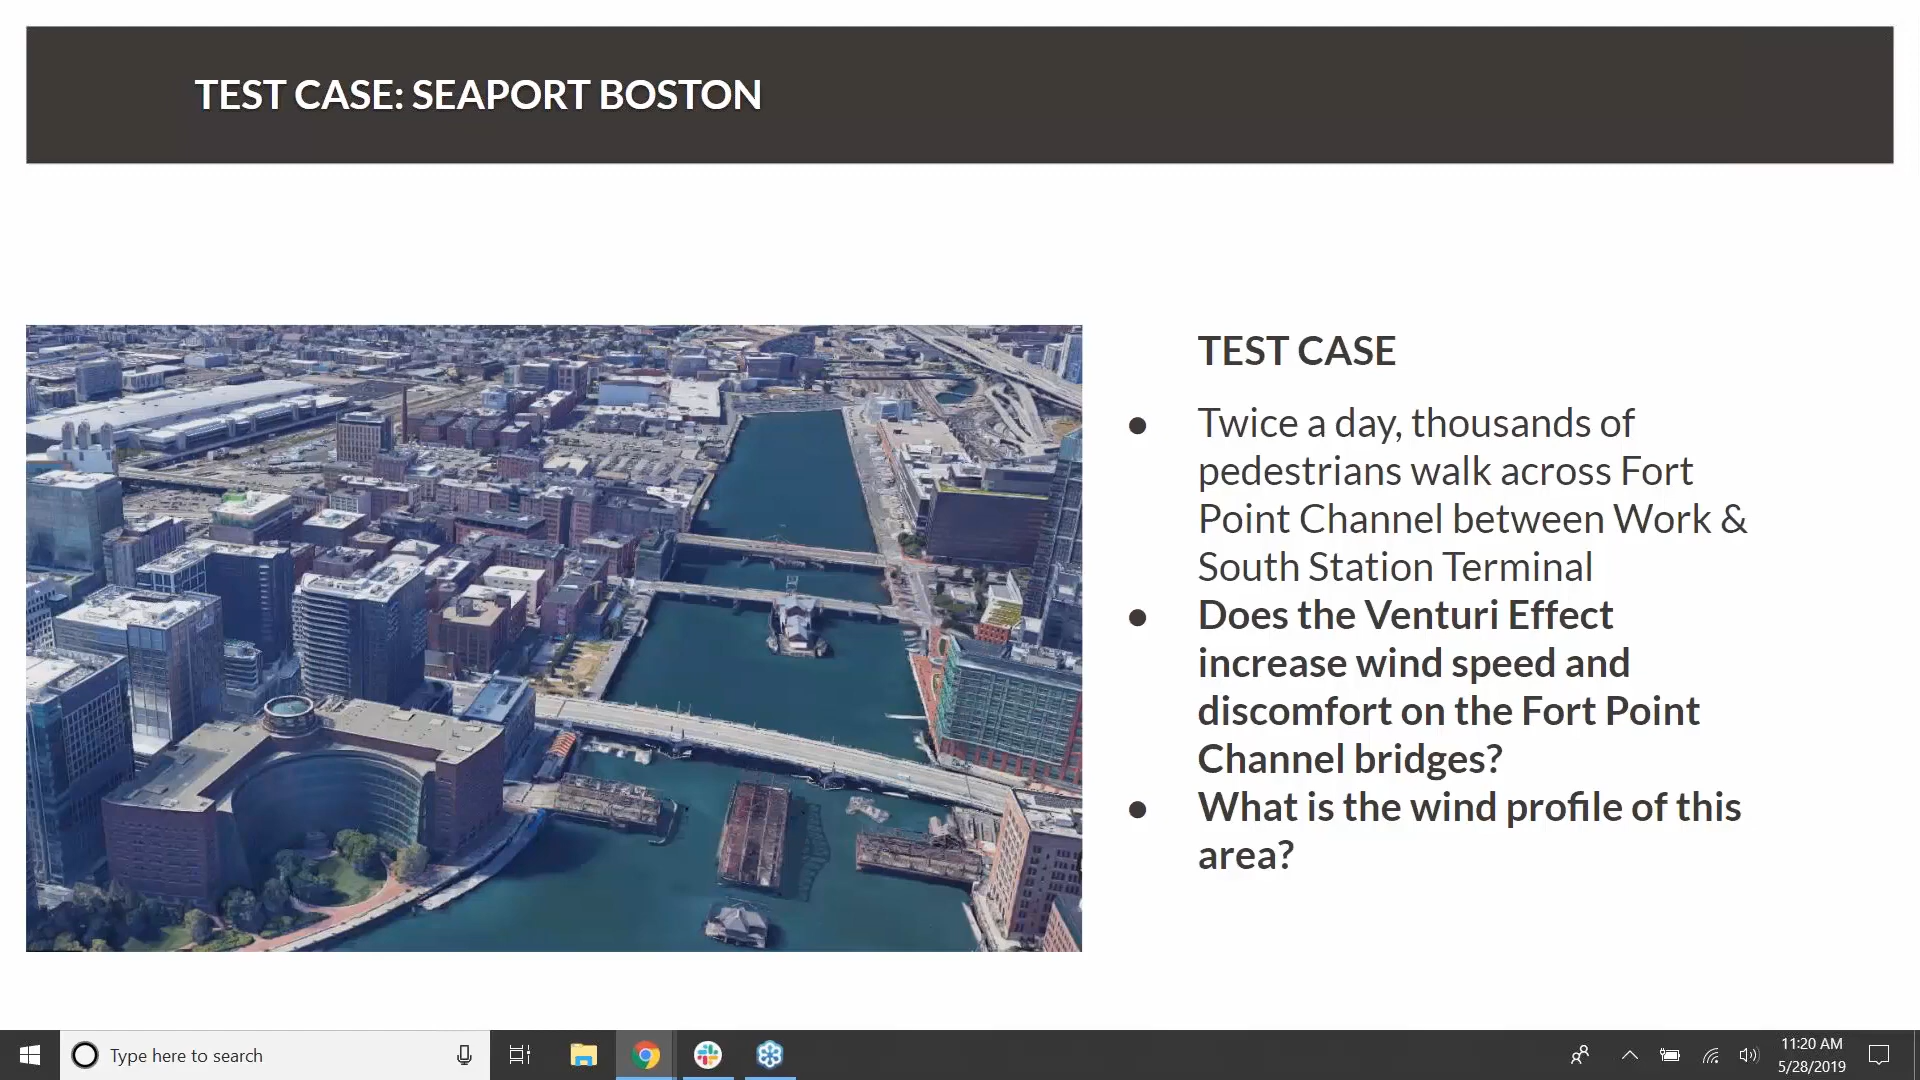 TEST CASE: SEAPORT BOSTON
TEST CASE
● Twice a day, thousands of
pedestrians walk across Fort
Point Channel between Work &
South Station Terminal
● Does the Venturi Effect
increase wind speed and
discomfort on the Fort Point
Channel bridges?
● What is the wind profile of this
area?
Type here to search
11:20 AM
5/28/2019